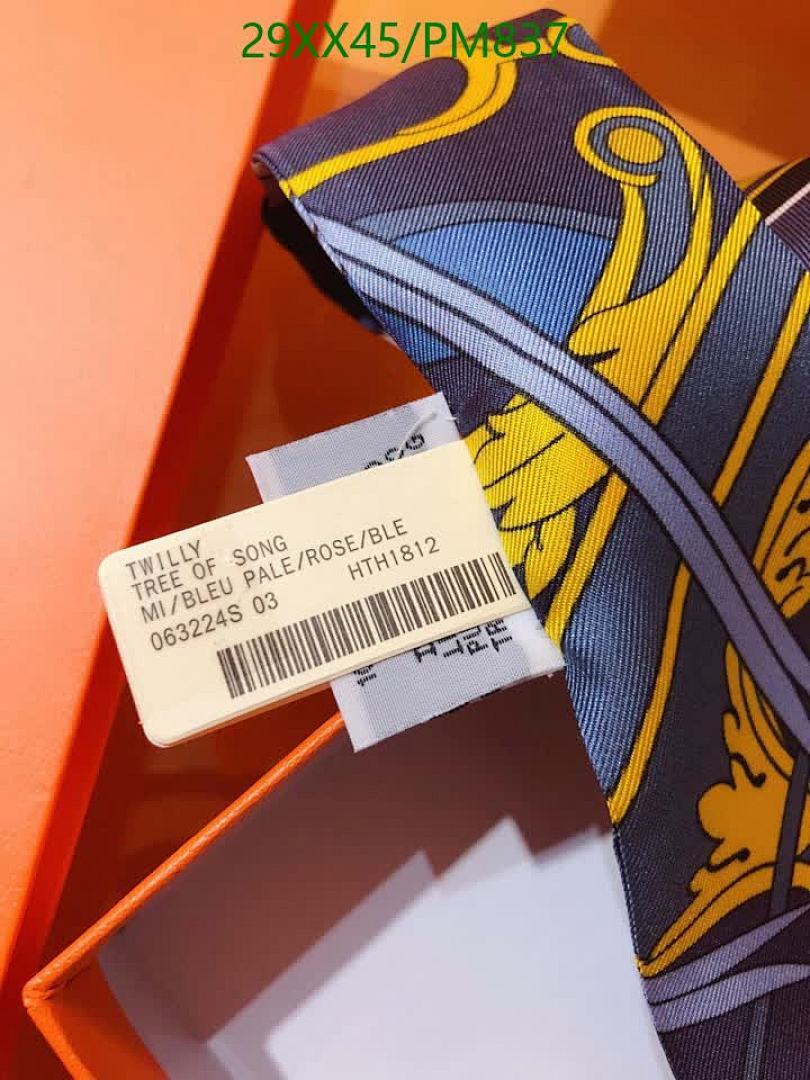 29XX45/PM837
TWILLY
TREE OF SONG
MI/BLEU PALE/ROSE/BLE
063224S 03 HTH1812